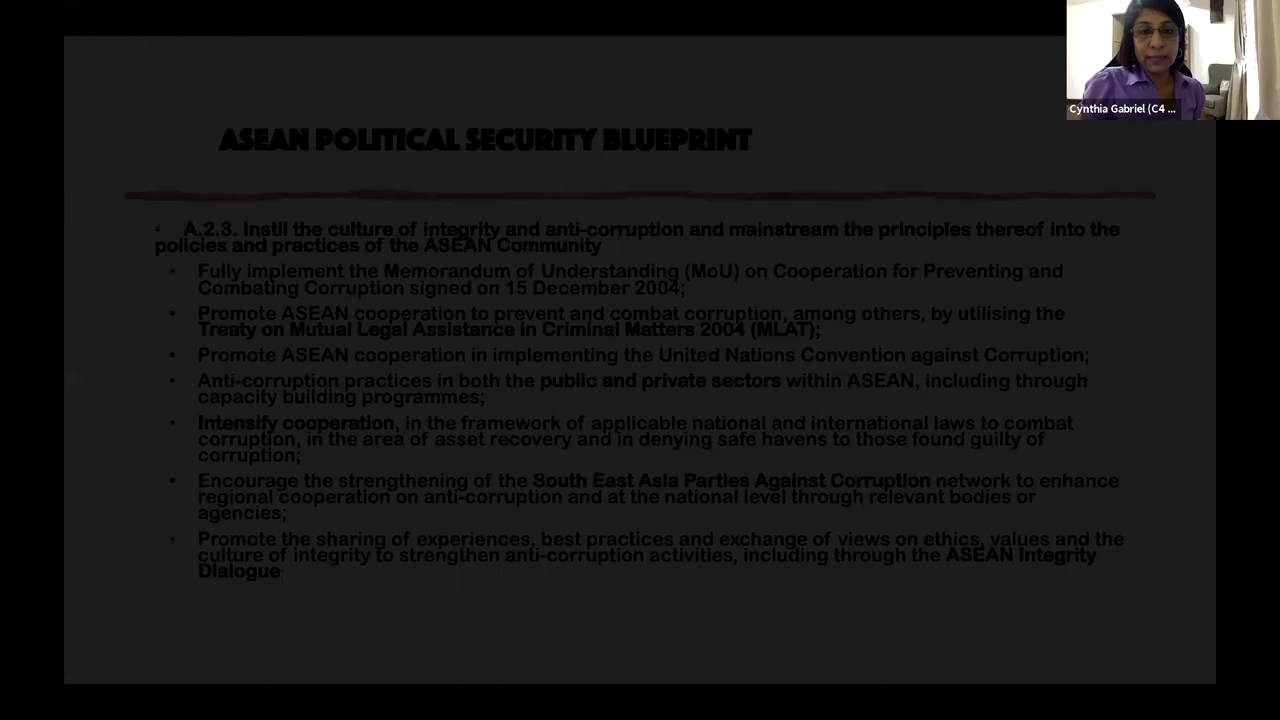 Cynthia Gabriel (C4 ...
ASEAN POLITICAL SECURITY BLUEPRINT
• A.2.3. Instil the culture of integrity and anti-corruption and mainstream the principles thereof into the
policies and practices of the ASEAN Community
• Fully implement the Memorandum of Understanding (MoU) on Cooperation for Preventing and
Combating Corruption signed on 15 December 2004;
• Promote ASEAN cooperation to prevent and combat corruption, among others, by utilising the
Treaty on Mutual Legal Assistance in Criminal Matters 2004 (MLAT);
• Promote ASEAN cooperation in implementing the United Nations Convention against Corruption;
• Anti-corruption practices in both the public and private sectors within ASEAN, including through
capacity building programmes;
• Intensify cooperation, in the framework of applicable national and international laws to combat
corruption, in the area of asset recovery and in denying safe havens to those found guilty of
corruption;
• Encourage the strengthening of the South East Asia Parties Against Corruption network to enhance
regional cooperation on anti-corruption and at the national level through relevant bodies or
agencies;
• Promote the sharing of experiences, best practices and exchange of views on ethics, values and the
culture of integrity to strengthen anti-corruption activities, including through the ASEAN Integrity
Dialogue